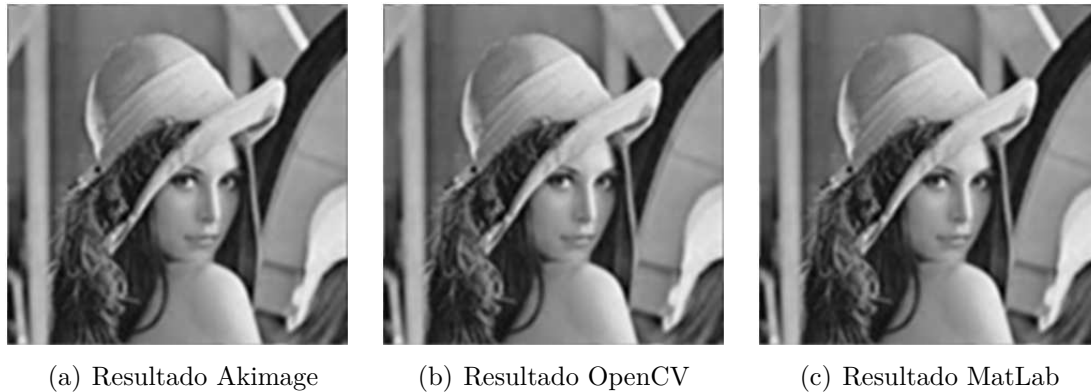 (a) Resultado Akimage
(b) Resultado OpenCV
(c) Resultado MatLab